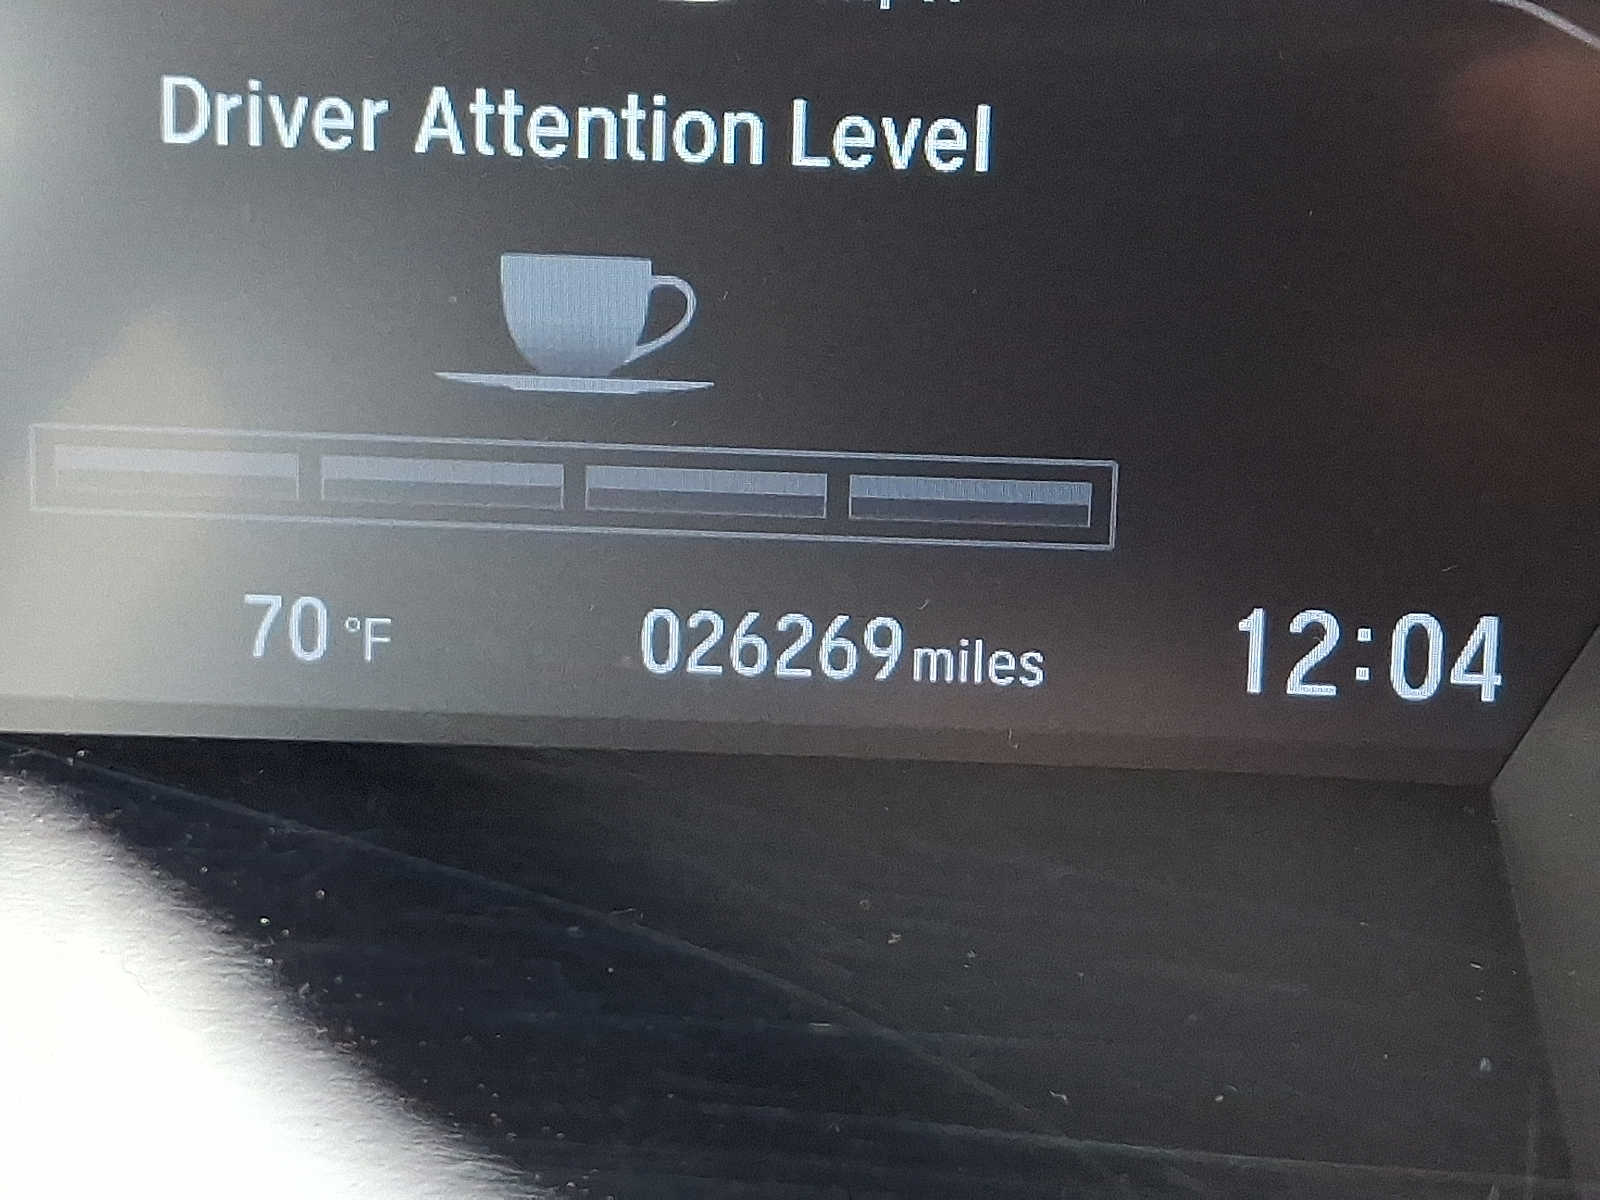 Driver Attention Level
70 °F 026269 miles 12:04